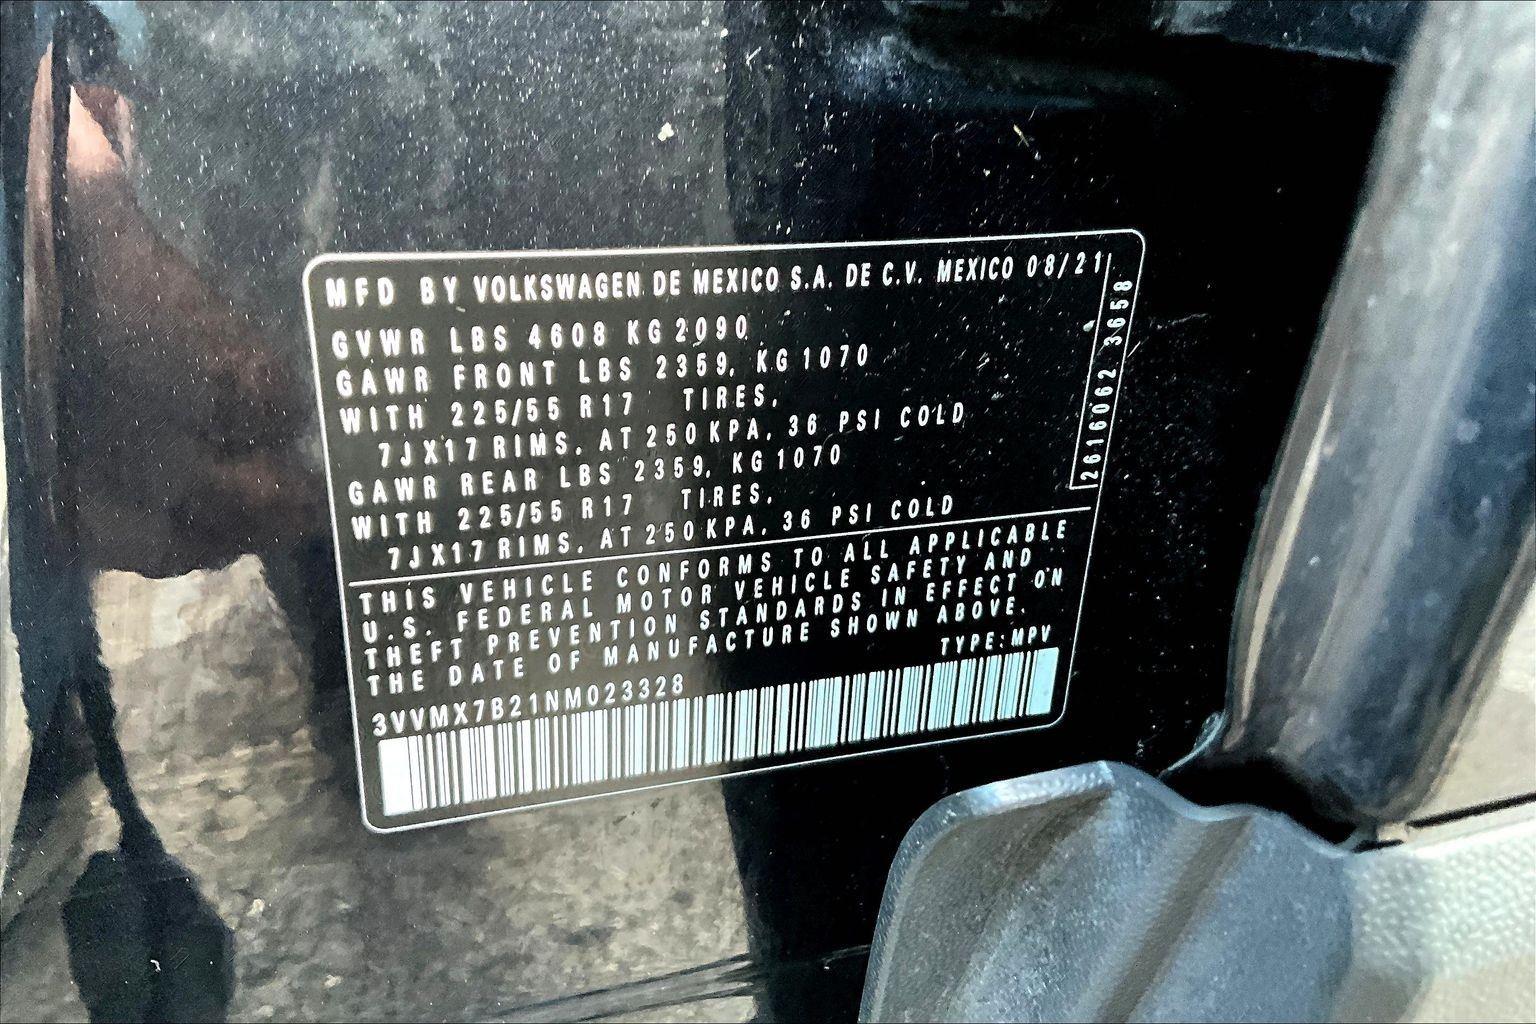 MFD BY VOLKSWAGEN DE MEXICO S.A. DE C.V. MEXICO 08/21
GVWR LBS 4608 KG 2090
GAWR FRONT LBS 2359, KG 1070
WITH 225/55 R17 TIRES,
7JX17 RIMS, AT 250 KPA, 36 PSI COLD
GAWR REAR LBS 2359, KG 1070
WITH 225/55 R17 TIRES,
7JX17 RIMS, AT 250 KPA, 36 PSI COLD
2616062 3658
THIS VEHICLE CONFORMS TO ALL APPLICABLE
U.S. FEDERAL MOTOR VEHICLE SAFETY AND
THEFT PREVENTION STANDARDS IN EFFECT ON
THE DATE OF MANUFACTURE SHOWN ABOVE.
TYPE: MPV
3VVMX7B21NM023328